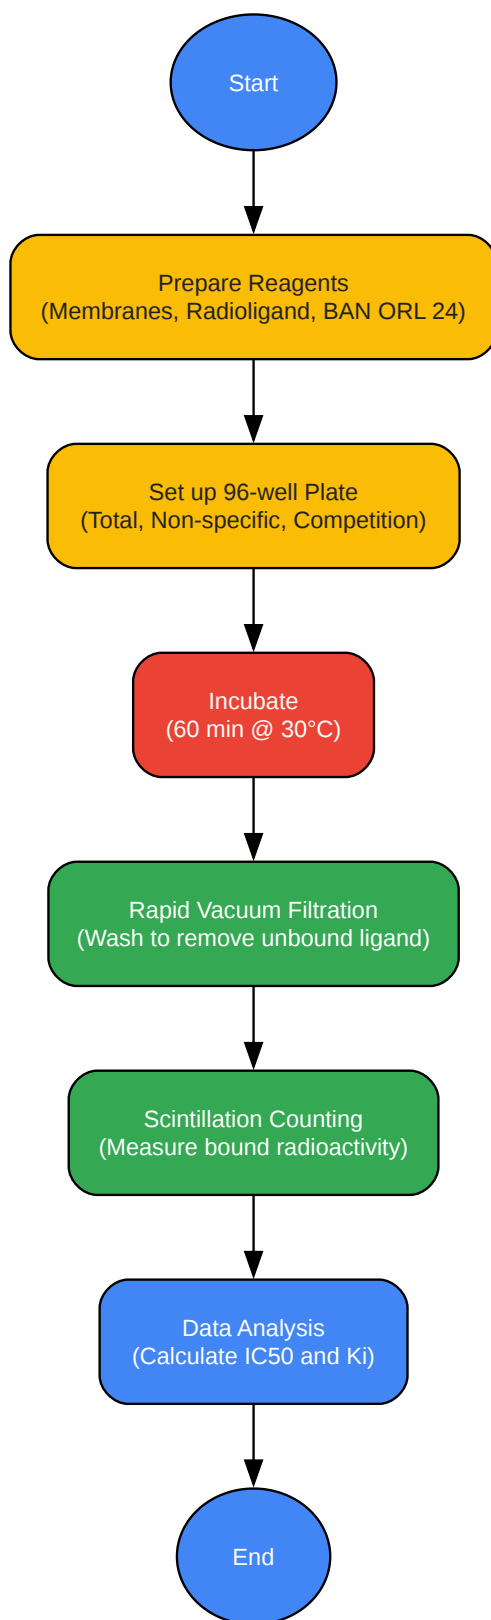 Start
Prepare Reagents
(Membranes, Radioligand, BAN ORL 24)
Set up 96-well Plate
(Total, Non-specific, Competition)
Incubate
(60 min @ 30°C)
Rapid Vacuum Filtration
(Wash to remove unbound ligand)
Scintillation Counting
(Measure bound radioactivity)
Data Analysis
(Calculate IC50 and Ki)
End